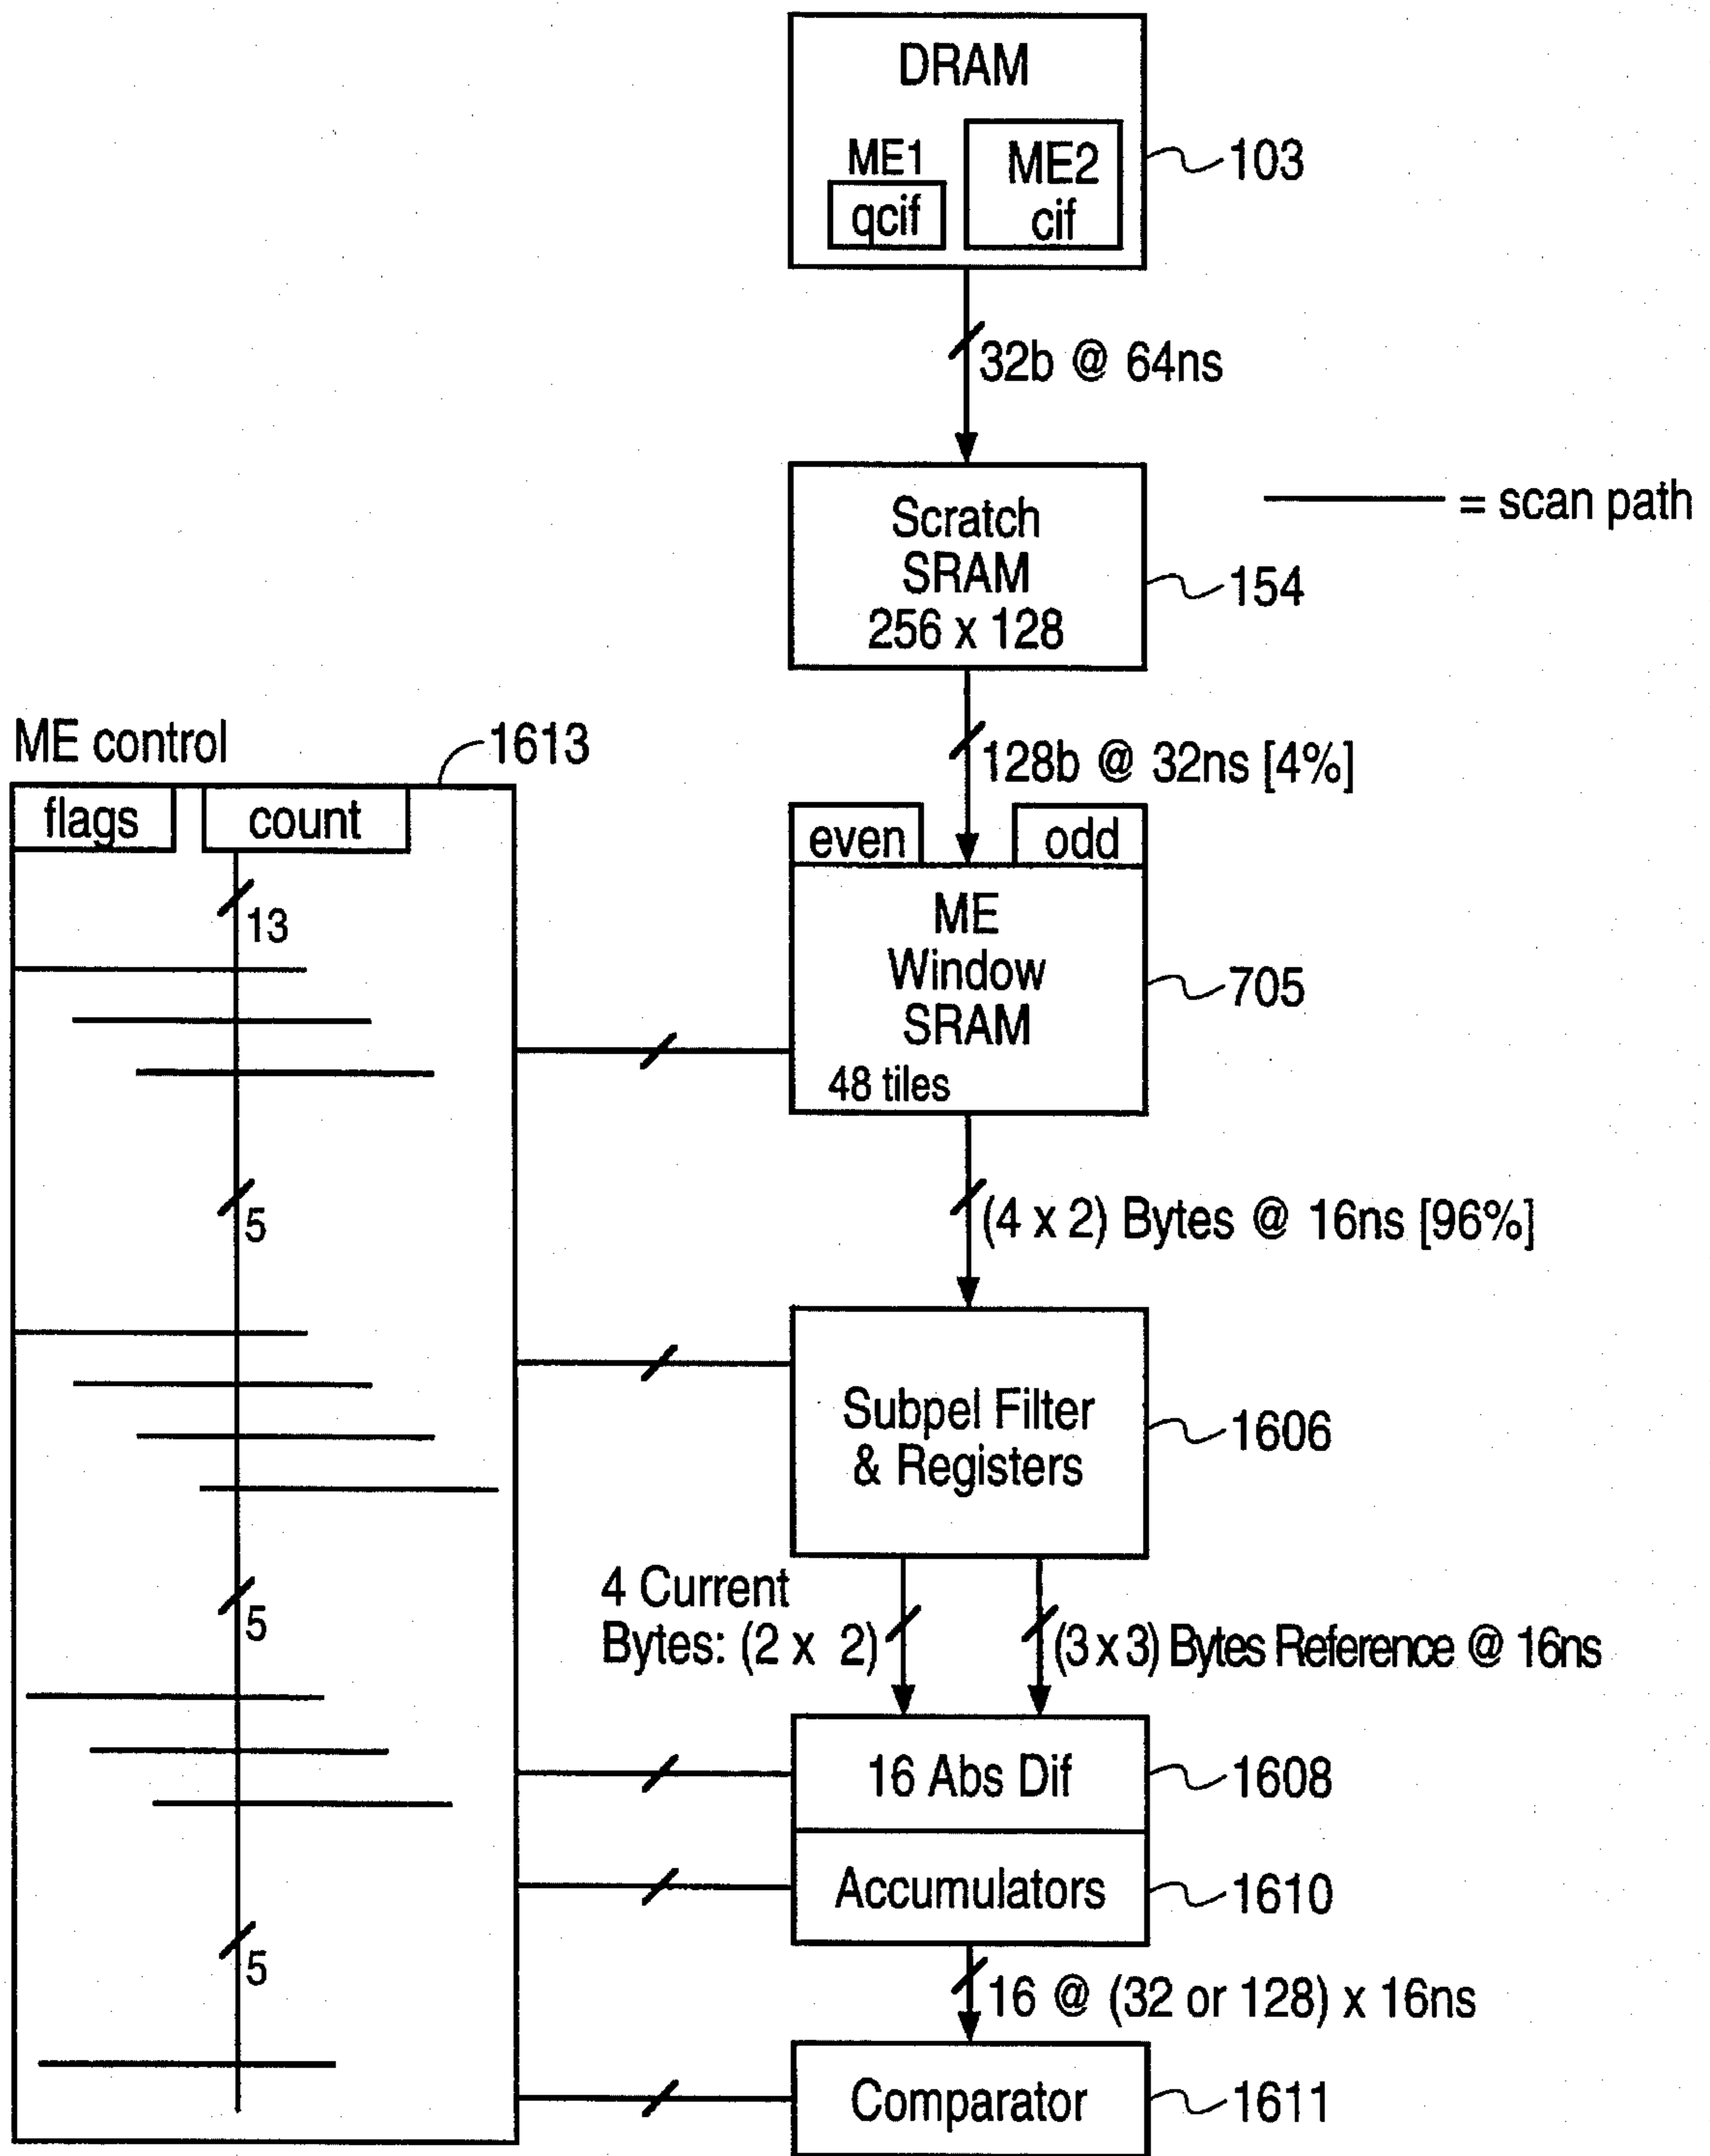 DRAM
ME1
qcif
ME2
cif
103
32b @ 64ns
Scratch
SRAM
256 x 128
154
= scan path
128b @ 32ns [4%]
ME control
1613
flags
count
13
5
5
5
even
odd
ME
Window
SRAM
48 tiles
705
(4 x 2) Bytes @ 16ns [96%]
Subpel Filter
& Registers
1606
4 Current
Bytes: (2 x 2)
(3 x 3) Bytes Reference @ 16ns
16 Abs Dif
1608
Accumulators
1610
16 @ (32 or 128) x 16ns
Comparator
1611